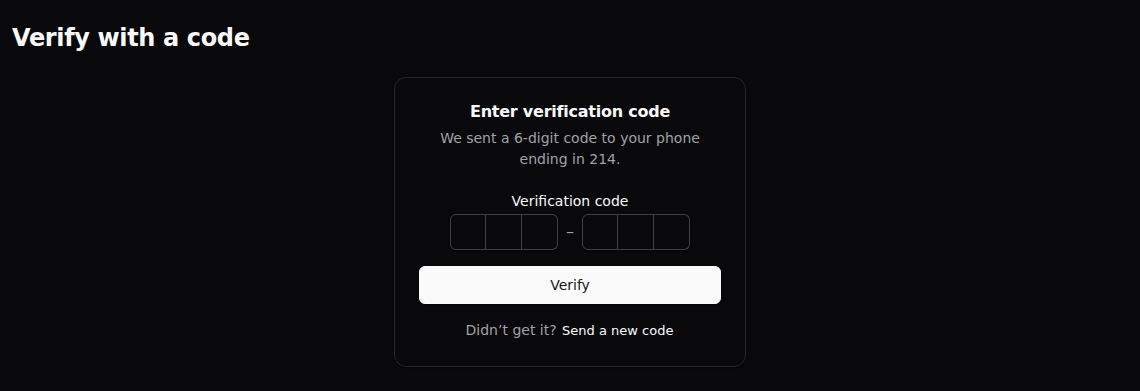 Verify with a code
Enter verification code
We sent a 6-digit code to your phone
ending in 214.
Verification code
–
Verify
Didn’t get it? Send a new code